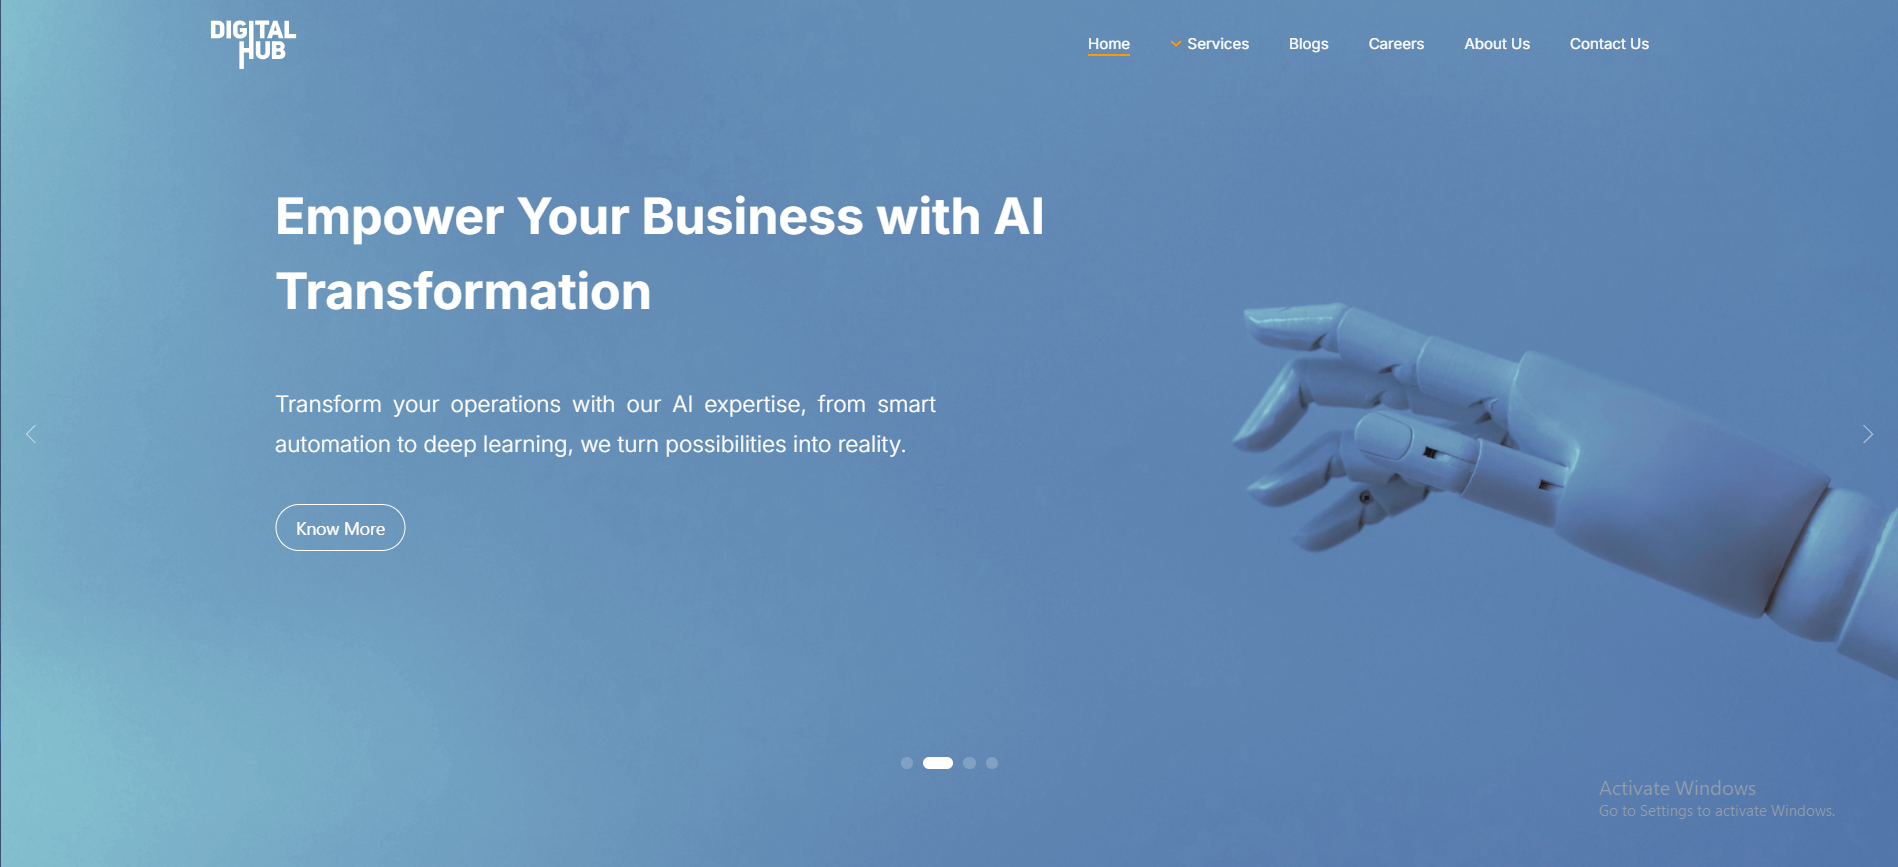 DIGITAL
HUB
Home Services Blogs Careers About Us Contact Us
Empower Your Business with AI
Transformation
Transform your operations with our AI expertise, from smart
automation to deep learning, we turn possibilities into reality.
Know More
Activate Windows
Go to Settings to activate Windows.